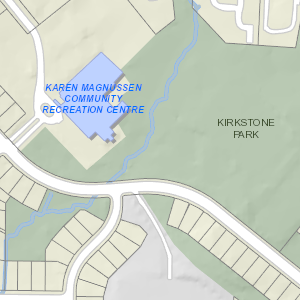 KAREN MAGNUSSEN
COMMUNITY
RECREATION CENTRE
KIRKSTONE
PARK